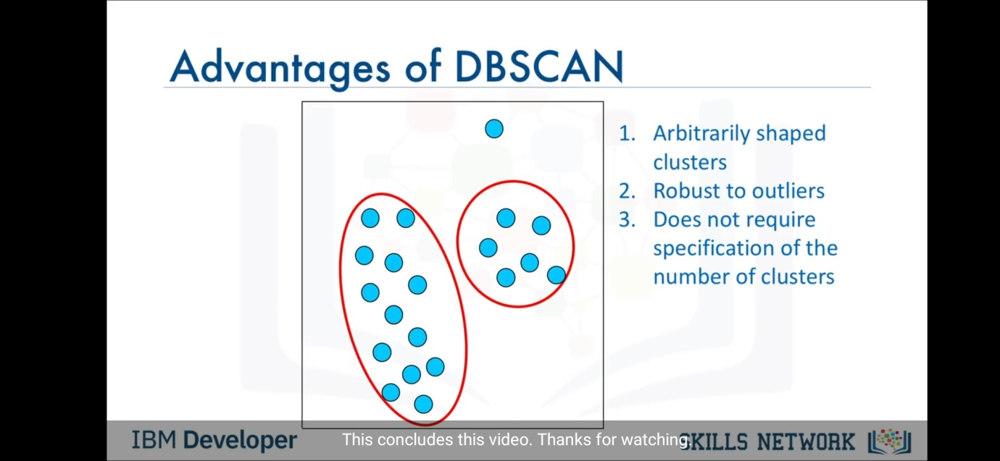 Advantages of DBSCAN
1. Arbitrarily shaped
clusters
2. Robust to outliers
3. Does not require
specification of the
number of clusters
IBM Developer
This concludes this video. Thanks for watching.
SKILLS NETWORK